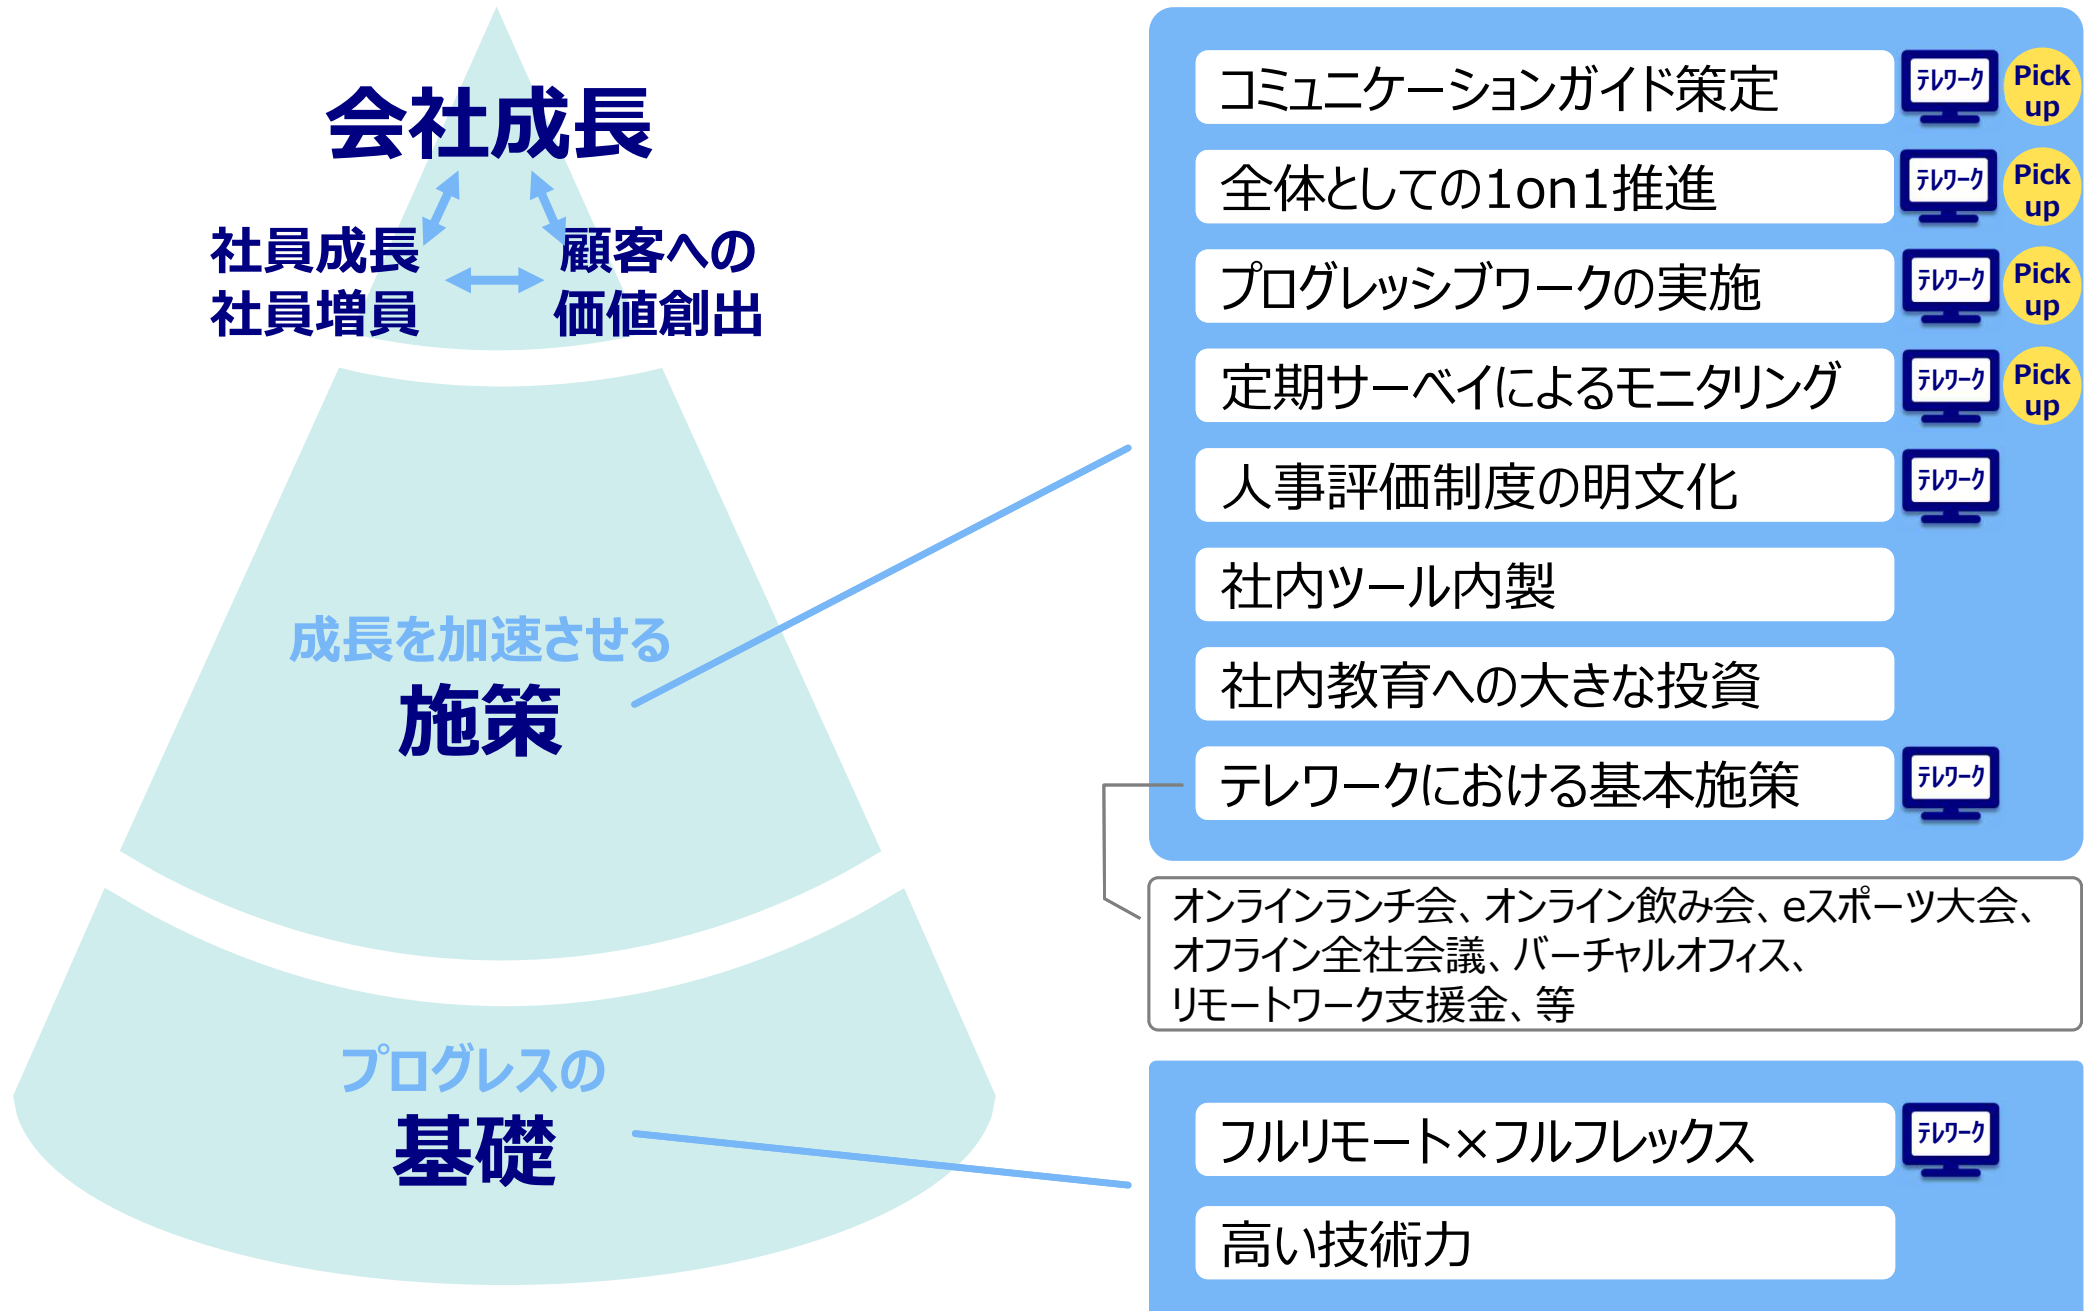 会社成長
社員成長
社員増員
顧客への
価値創出
成長を加速させる
施策
プログレスの
基礎
コミュニケーションガイド策定
テレワーク
Pick
up
全体としての1on1推進
テレワーク
Pick
up
プログレッシブワークの実施
テレワーク
Pick
up
定期サーベイによるモニタリング
テレワーク
Pick
up
人事評価制度の明文化
テレワーク
社内ツール内製
社内教育への大きな投資
テレワークにおける基本施策
テレワーク
オンラインランチ会、オンライン飲み会、eスポーツ大会、
オフライン全社会議、バーチャルオフィス、
リモートワーク支援金、等
フルリモート×フルフレックス
テレワーク
高い技術力